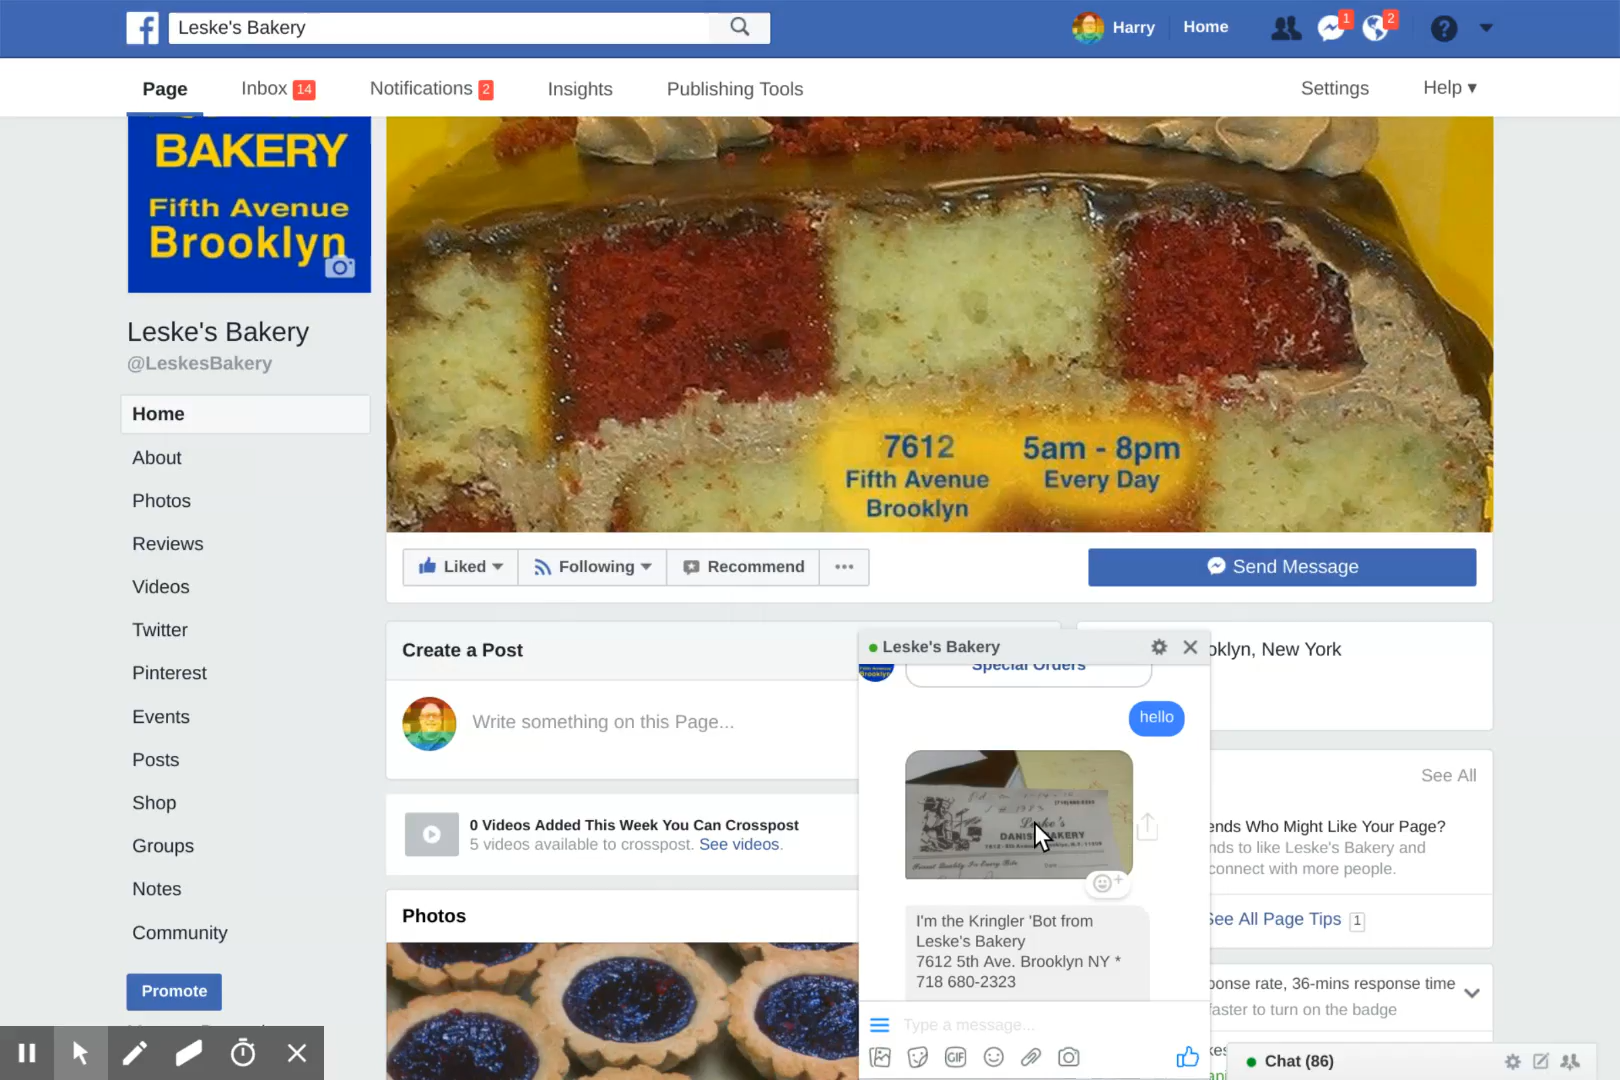 Leske's Bakery
Harry
Home
1
2
Page
Inbox 14
Notifications 2
Insights
Publishing Tools
Settings
Help
BAKERY
Fifth Avenue
Brooklyn
Leske's Bakery
@LeskesBakery
Home
About
Photos
Reviews
Videos
Twitter
Pinterest
Events
Posts
Shop
Groups
Notes
Community
Promote
7612
Fifth Avenue
Brooklyn
5am - 8pm
Every Day
Liked
Following
Recommend
Send Message
Create a Post
Write something on this Page...
0 Videos Added This Week You Can Crosspost
5 videos available to crosspost. See videos.
Photos
Leske's Bakery
Special Orders
hello
DANISH BAKERY
I'm the Kringler 'Bot from
Leske's Bakery
7612 5th Ave. Brooklyn NY *
718 680-2323
Type a message...
GIF
oklyn, New York
See All
ends Who Might Like Your Page?
nds to like Leske's Bakery and
connect with more people.
See All Page Tips 1
onse rate, 36-mins response time
faster to turn on the badge
Chat (86)